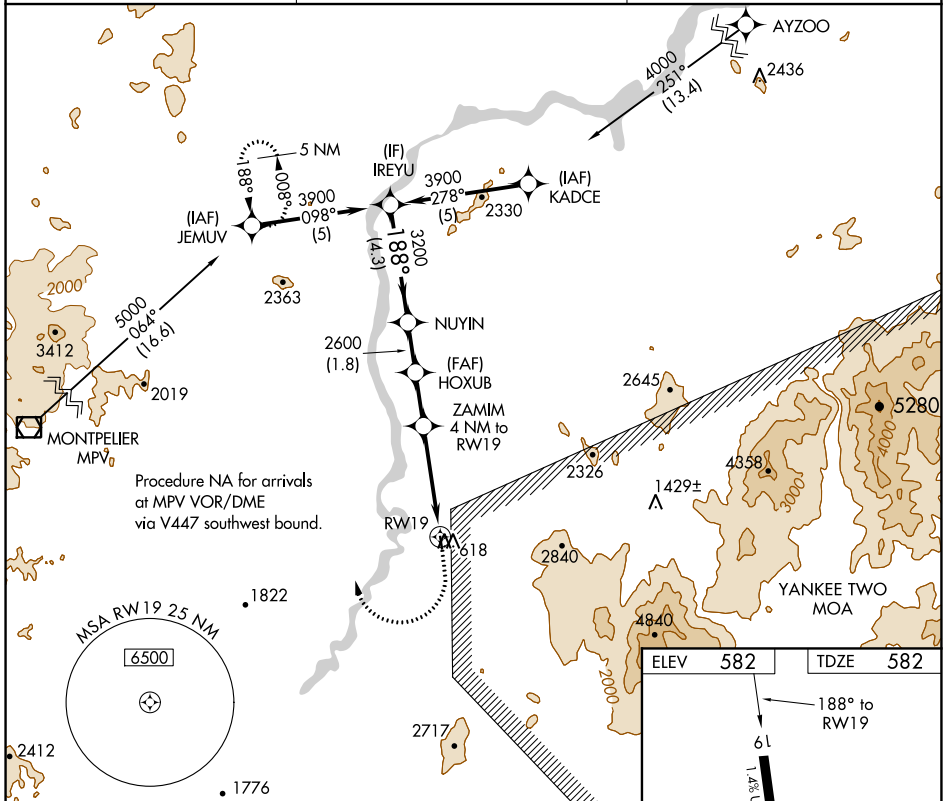 AYZOO
2436
4000
251°
(13.4)
5 NM
188°
008°
(IF)
IREYU
3900
098°
(5)
3900
278°
(5)
(IAF)
KADCE
2330
(IAF)
JEMUV
3200
188°
(4.3)
2363
2000
5000
064°
(16.6)
3412
2019
NUYIN
2600
(1.8)
(FAF)
HOXUB
ZAMIM
4 NM to
RW19
2645
5280
4000
MONTPELIER
MPV
2326
4358
3000
1429±
Procedure NA for arrivals
at MPV VOR/DME
via V447 southwest bound.
RW19
618
2840
YANKEE TWO
MOA
1822
MSA RW19 25 NM
6500
4840
2000
ELEV 582
TDZE 582
188° to
RW19
19
2717
2412
1776